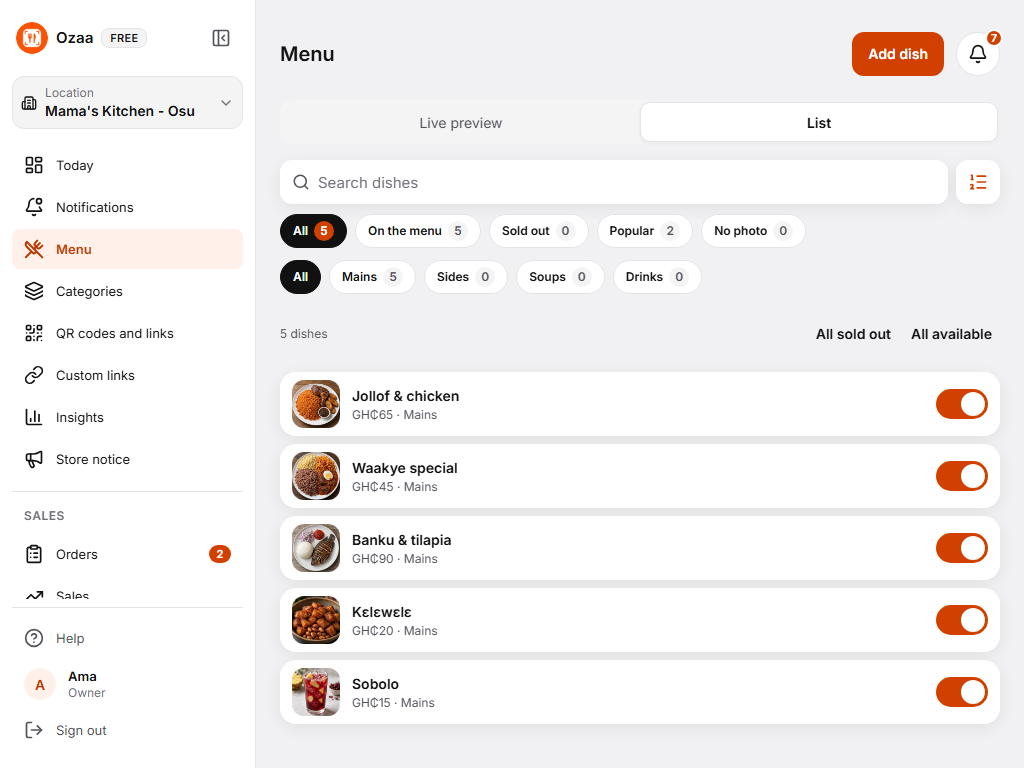 Ozaa FREE
Location
Mama's Kitchen - Osu
Today
Notifications
Menu
Categories
QR codes and links
Custom links
Insights
Store notice
SALES
Orders 2
Sales
Help
A
Ama
Owner
Sign out
Menu
Add dish
7
Live preview
List
Search dishes
All 5
On the menu 5
Sold out 0
Popular 2
No photo 0
All
Mains 5
Sides 0
Soups 0
Drinks 0
5 dishes
All sold out
All available
Jollof & chicken
GH₵65 · Mains
Waakye special
GH₵45 · Mains
Banku & tilapia
GH₵90 · Mains
Kɛlɛwɛlɛ
GH₵20 · Mains
Sobolo
GH₵15 · Mains